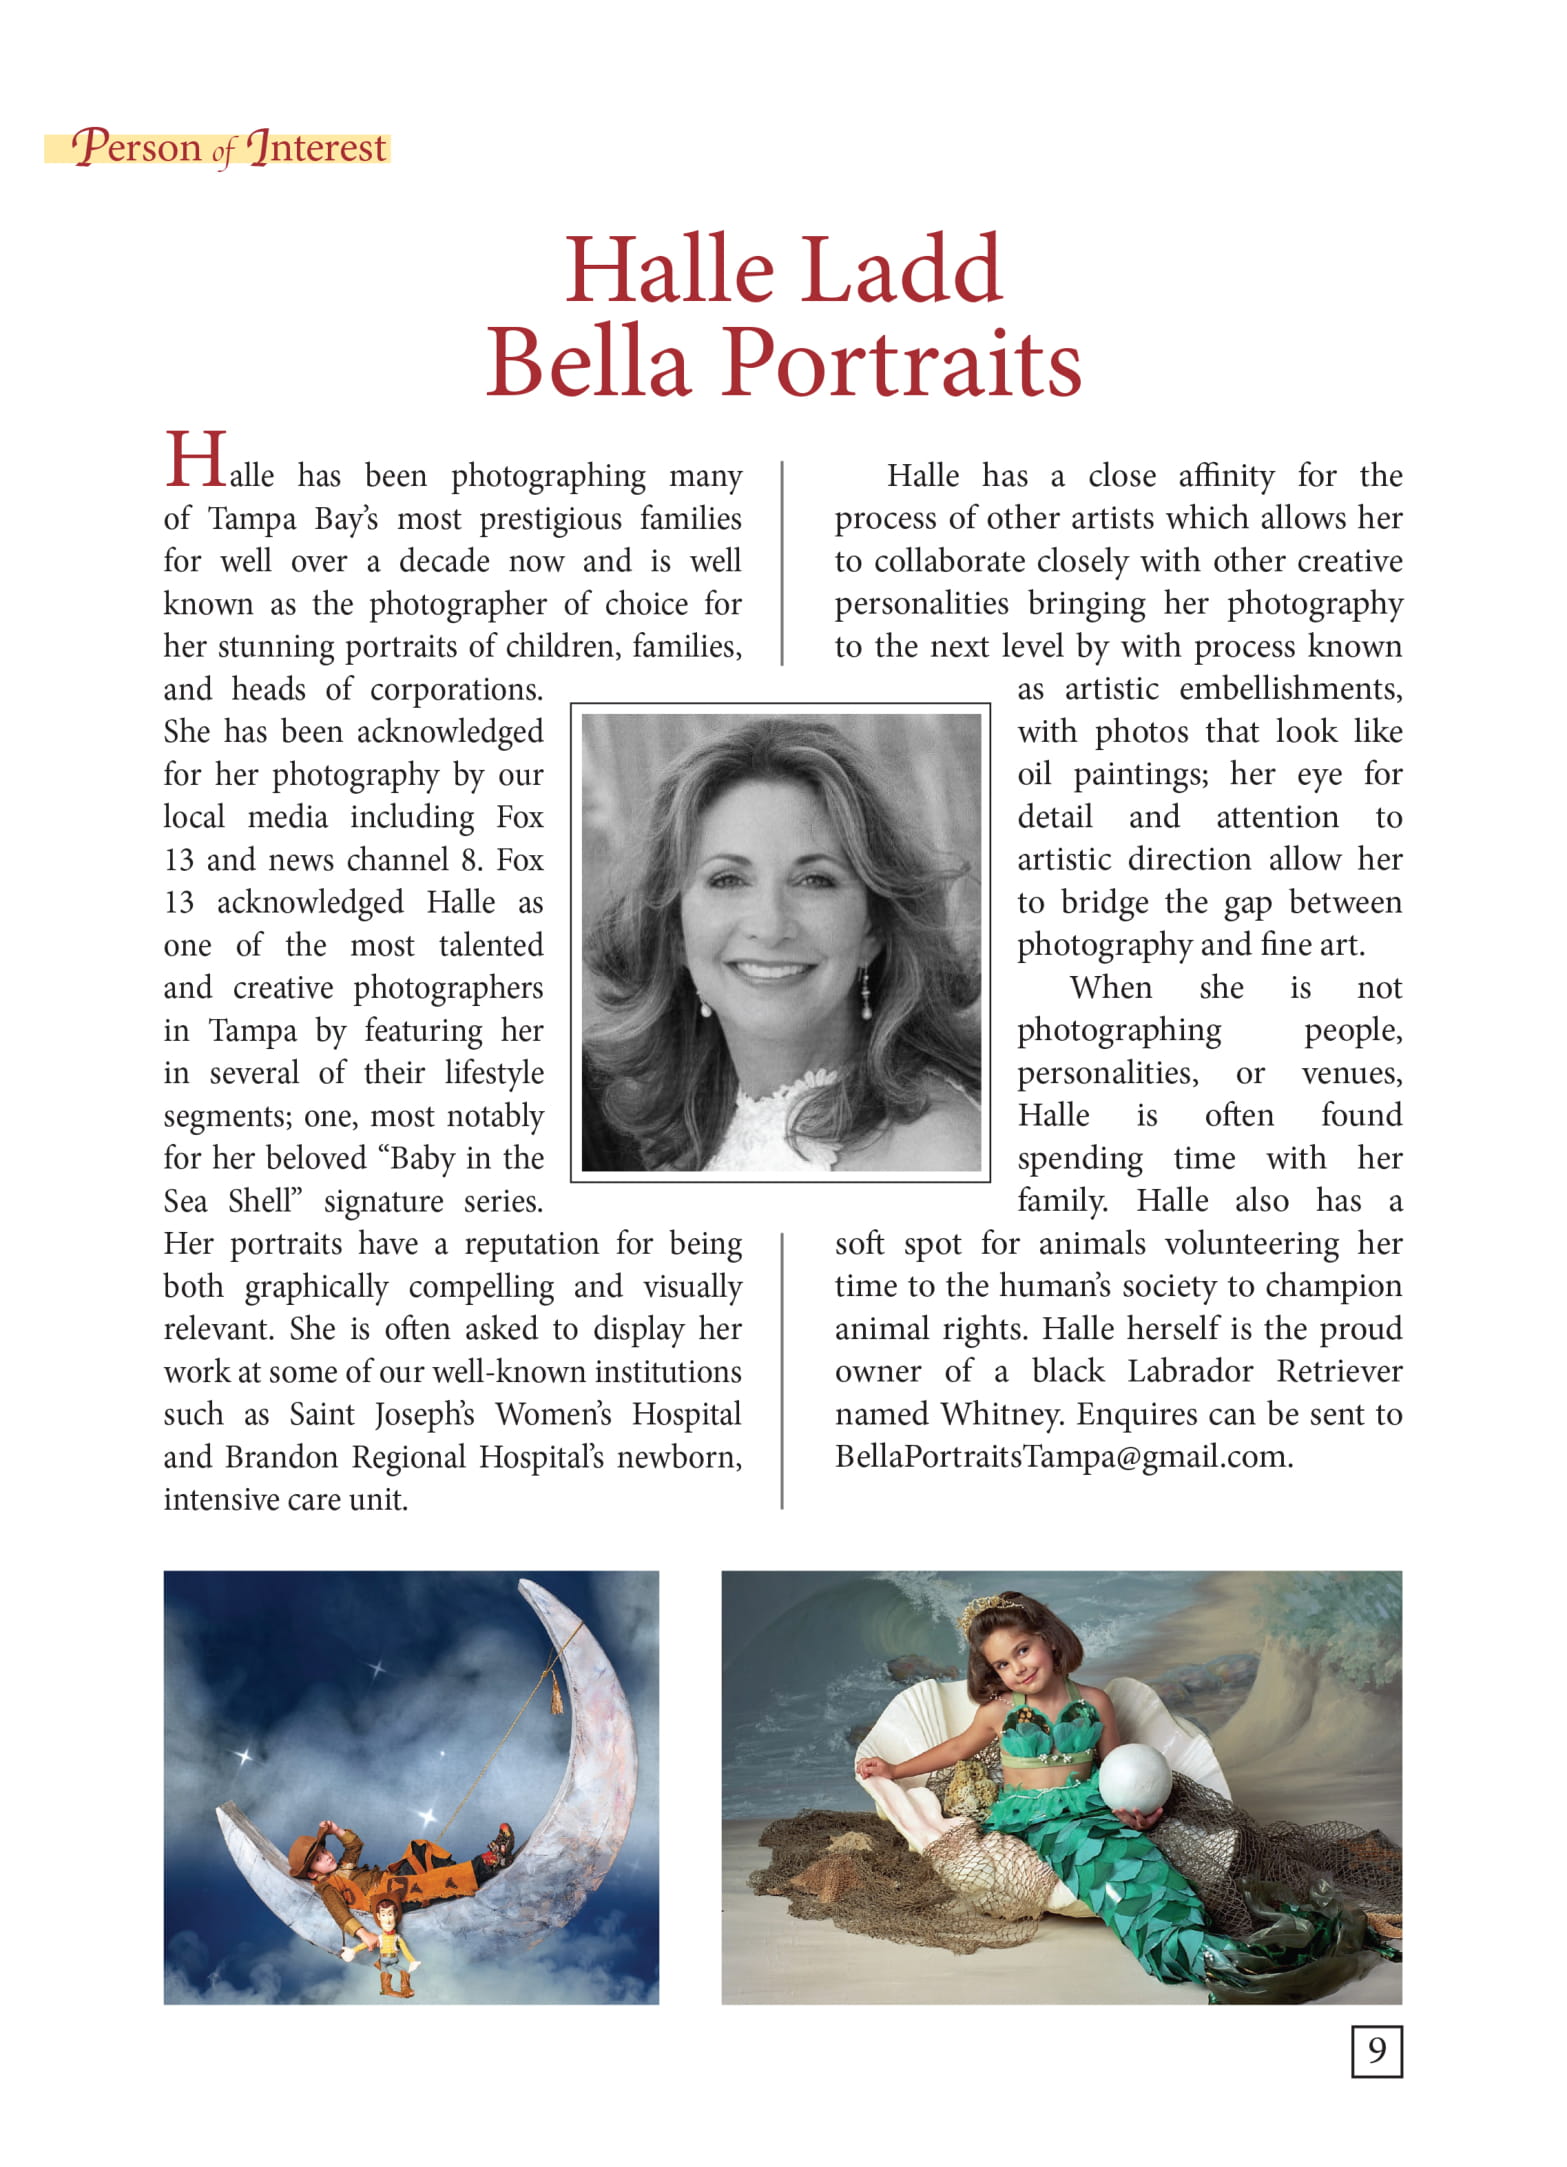 Person of Interest
Halle Ladd
Bella Portraits
Halle has been photographing many
of Tampa Bay’s most prestigious families
for well over a decade now and is well
known as the photographer of choice for
her stunning portraits of children, families,
and heads of corporations.
She has been acknowledged
for her photography by our
local media including Fox
13 and news channel 8. Fox
13 acknowledged Halle as
one of the most talented
and creative photographers
in Tampa by featuring her
in several of their lifestyle
segments; one, most notably
for her beloved “Baby in the
Sea Shell” signature series.
Her portraits have a reputation for being
both graphically compelling and visually
relevant. She is often asked to display her
work at some of our well-known institutions
such as Saint Joseph’s Women’s Hospital
and Brandon Regional Hospital’s newborn,
intensive care unit.
Halle has a close affinity for the
process of other artists which allows her
to collaborate closely with other creative
personalities bringing her photography
to the next level by with process known
as artistic embellishments,
with photos that look like
oil paintings; her eye for
detail and attention to
artistic direction allow her
to bridge the gap between
photography and fine art.
When she is not
photographing people,
personalities, or venues,
Halle is often found
spending time with her
family. Halle also has a
soft spot for animals volunteering her
time to the human’s society to champion
animal rights. Halle herself is the proud
owner of a black Labrador Retriever
named Whitney. Enquires can be sent to
BellaPortraitsTampa@gmail.com.
9